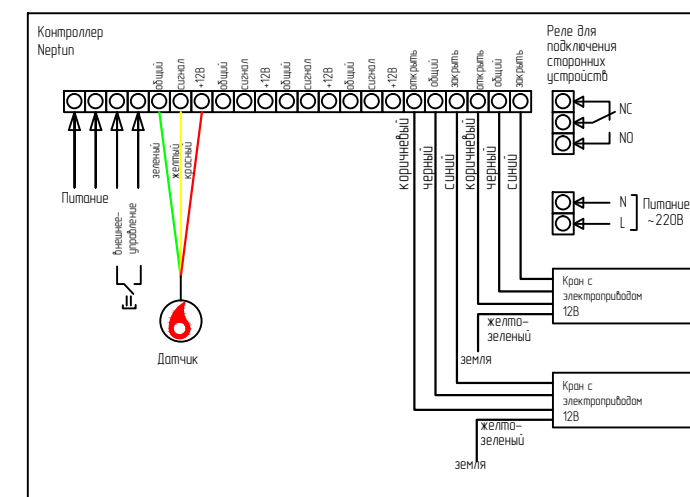 Контроллер
Neptun
общий
сигнал
+12В
общий
сигнал
+12В
общий
сигнал
+12В
общий
сигнал
+12В
открыть
общий
закрыть
открыть
общий
закрыть
Реле для
подключения
сторонних
устройств
NC
NO
зеленый
желтый
красный
коричневый
черный
синий
коричневый
черный
синий
Питание
внешнее-
управление
N
L
Питание
~220В
Датчик
Кран с
электроприводом
12В
желто-
зеленый
земля
Кран с
электроприводом
12В
желто-
зеленый
земля